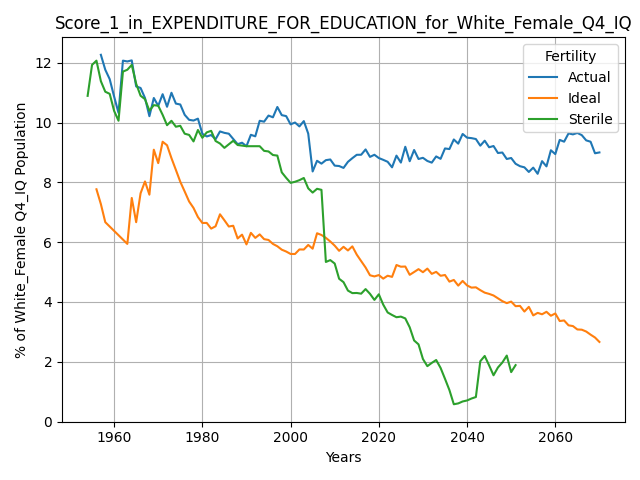 Score_1_in_EXPENDITURE_FOR_EDUCATION_for_White_Female_Q4_IQ
Fertility
Actual
Ideal
Sterile
% of White_Female Q4_IQ Population
12
10
8
6
4
2
0
1960 1980 2000 2020 2040 2060
Years